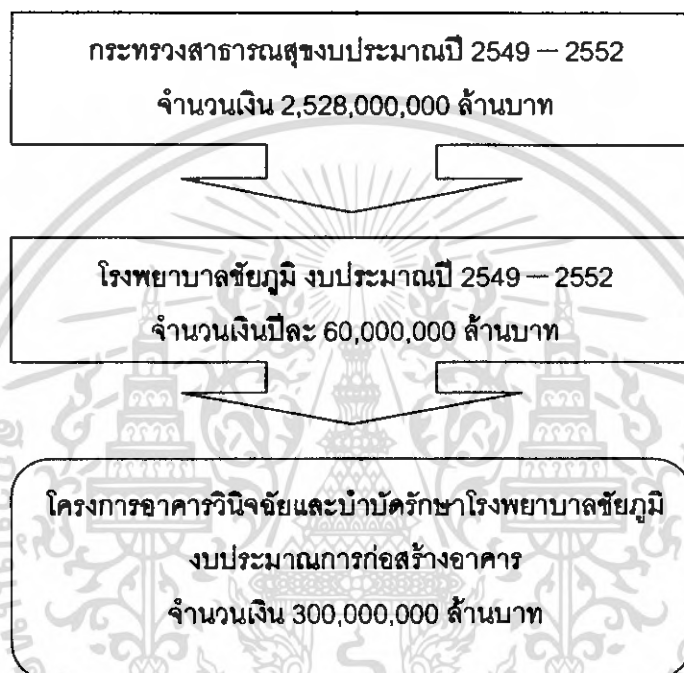 กระทรวงสาธารณสุขงบประมาณปี 2549 – 2552
จำนวนเงิน 2,528,000,000 ล้านบาท
โรงพยาบาลชัยภูมิ งบประมาณปี 2549 – 2552
จำนวนเงินปีละ 60,000,000 ล้านบาท
โครงการอาคารวินิจฉัยและบำบัดรักษาโรงพยาบาลชัยภูมิ
งบประมาณการก่อสร้างอาคาร
จำนวนเงิน 300,000,000 ล้านบาท